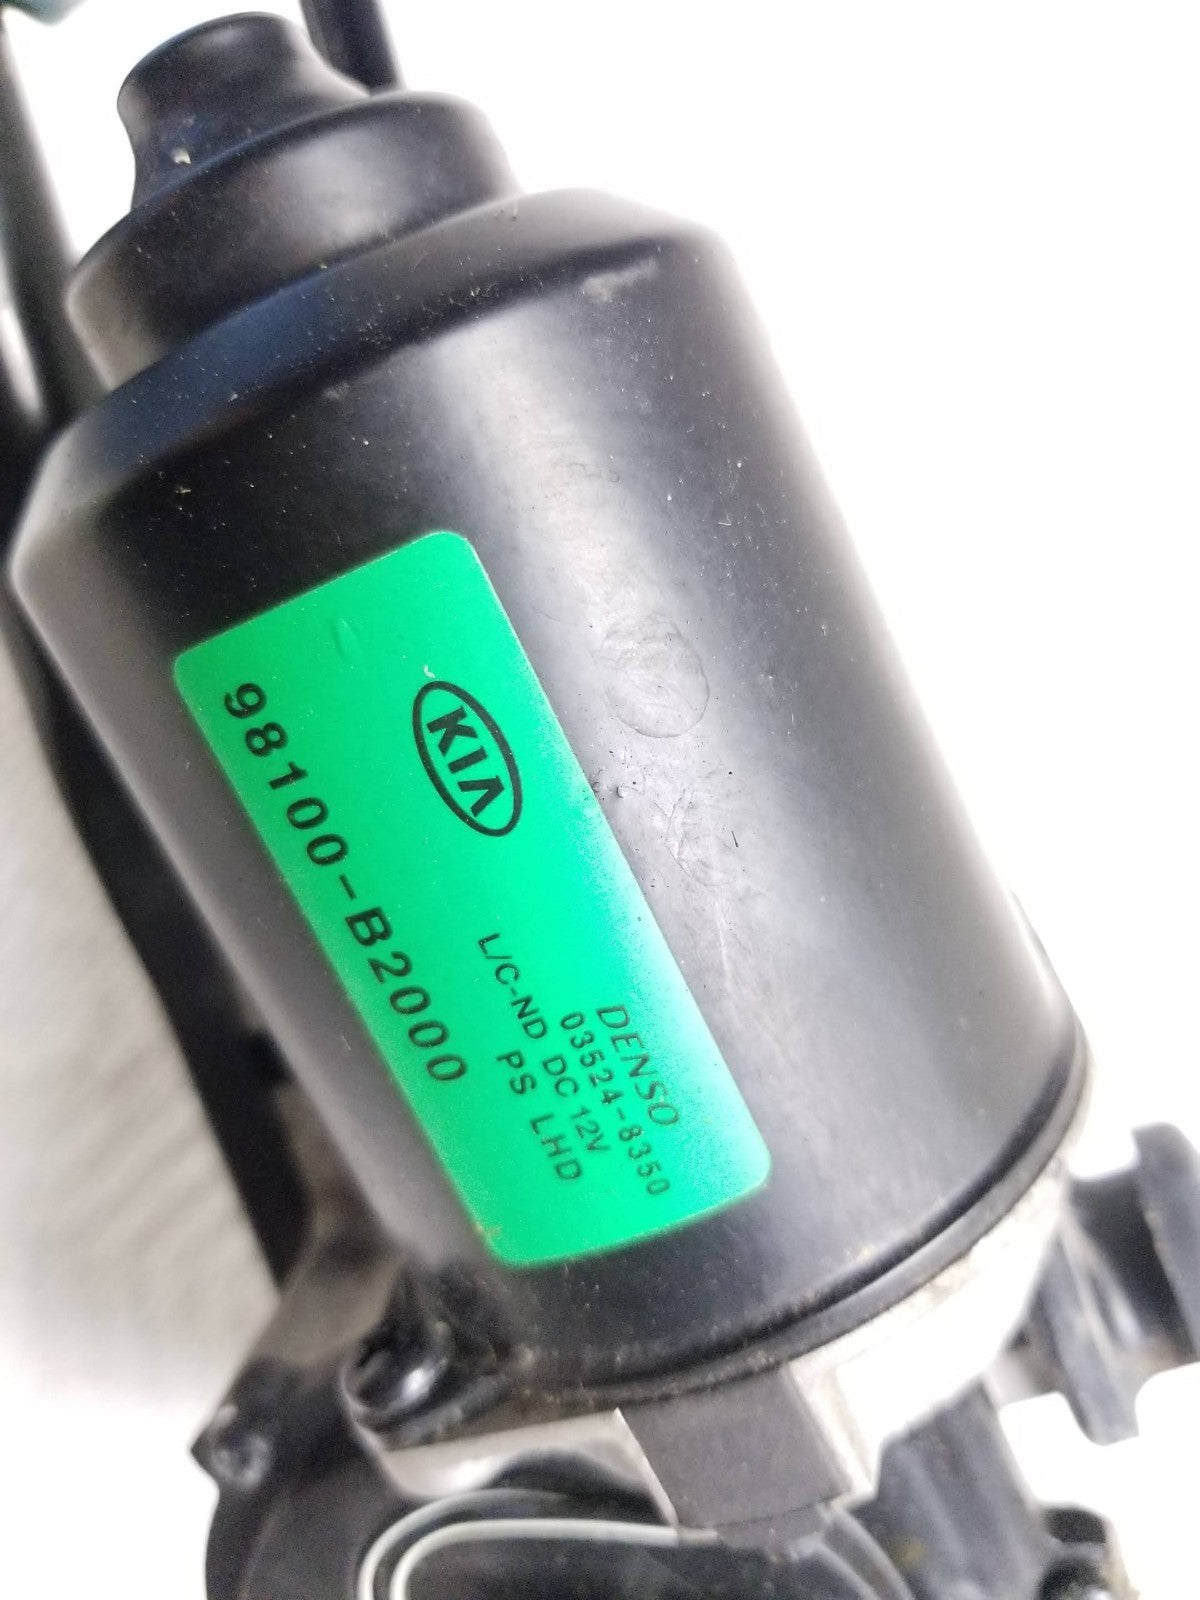 KIA
98100-B2000
DENSO
03524-8350
L/C-ND DC 12V
PS LHD